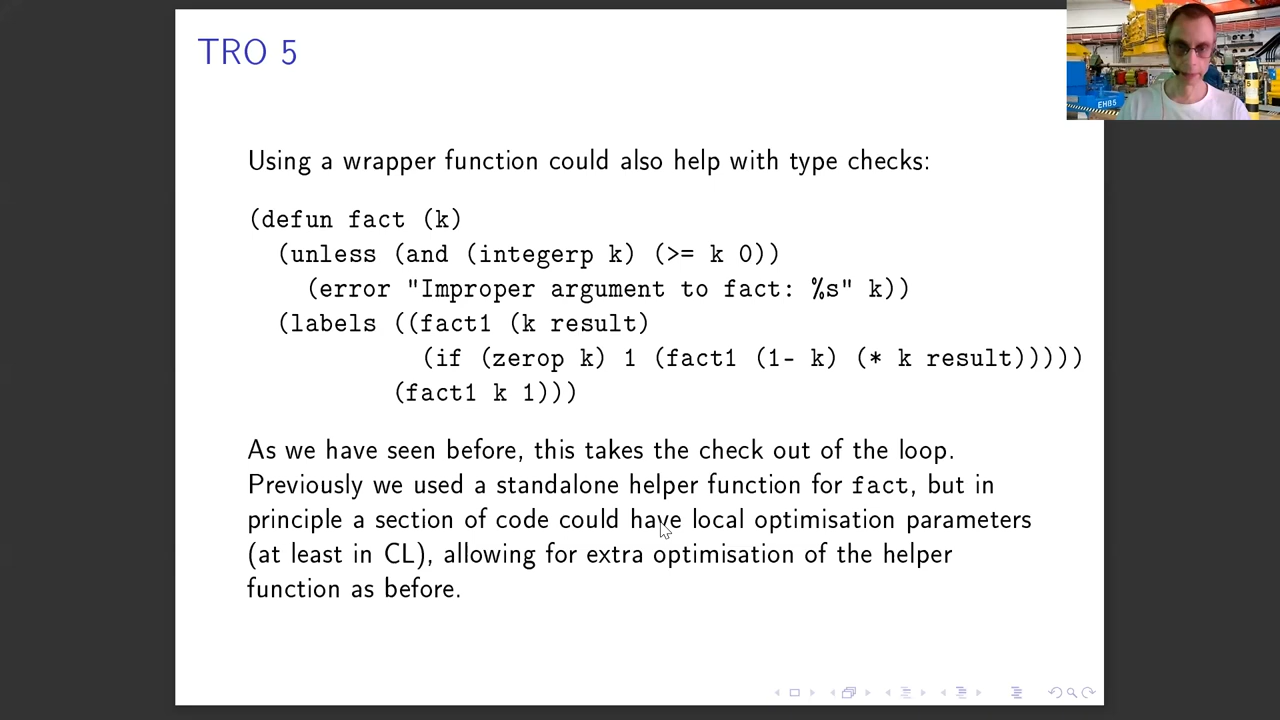 TRO 5
Using a wrapper function could also help with type checks:
(defun fact (k)
(unless (and (integerp k) (>= k 0))
(error "Improper argument to fact: %s" k))
(labels ((fact1 (k result)
(if (zerop k) 1 (fact1 (1- k) (* k result)))))
(fact1 k 1)))
As we have seen before, this takes the check out of the loop.
Previously we used a standalone helper function for fact, but in
principle a section of code could have local optimisation parameters
(at least in CL), allowing for extra optimisation of the helper
function as before.
EHB5
5